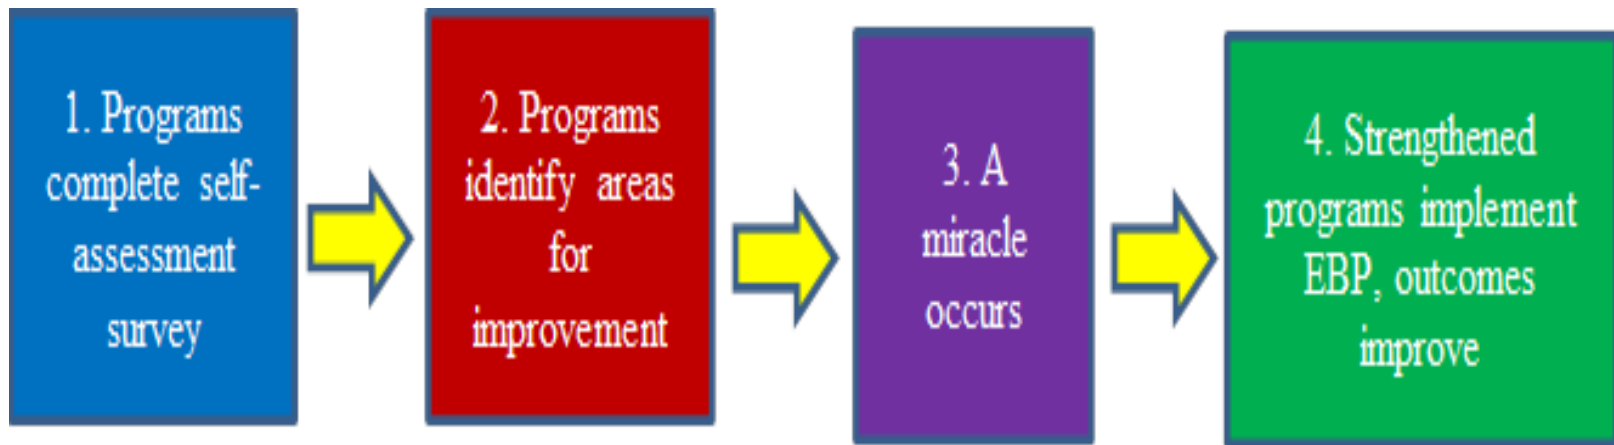 1. Programs
complete self-
assessment
survey
2. Programs
identify areas
for
improvement
3. A
miracle
occurs
4. Strengthened
programs implement
EBP, outcomes
improve